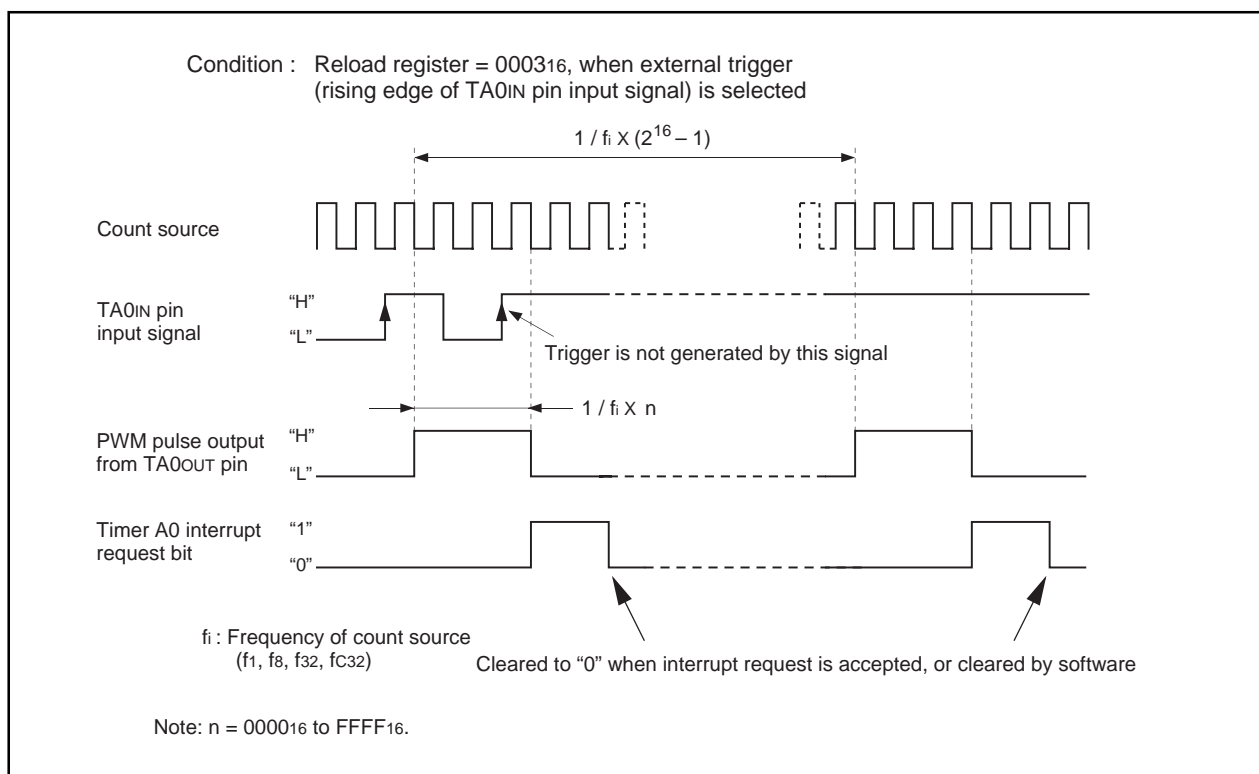 Condition : Reload register = 000316, when external trigger
(rising edge of TA0IN pin input signal) is selected
1 / fi X (2^16 – 1)
Count source
TA0IN pin
input signal
“H”
“L”
Trigger is not generated by this signal
1 / fi X n
PWM pulse output
from TA0OUT pin
“H”
“L”
Timer A0 interrupt
request bit
“1”
“0”
fi : Frequency of count source
(f1, f8, f32, fC32)
Cleared to “0” when interrupt request is accepted, or cleared by software
Note: n = 000016 to FFFF16.